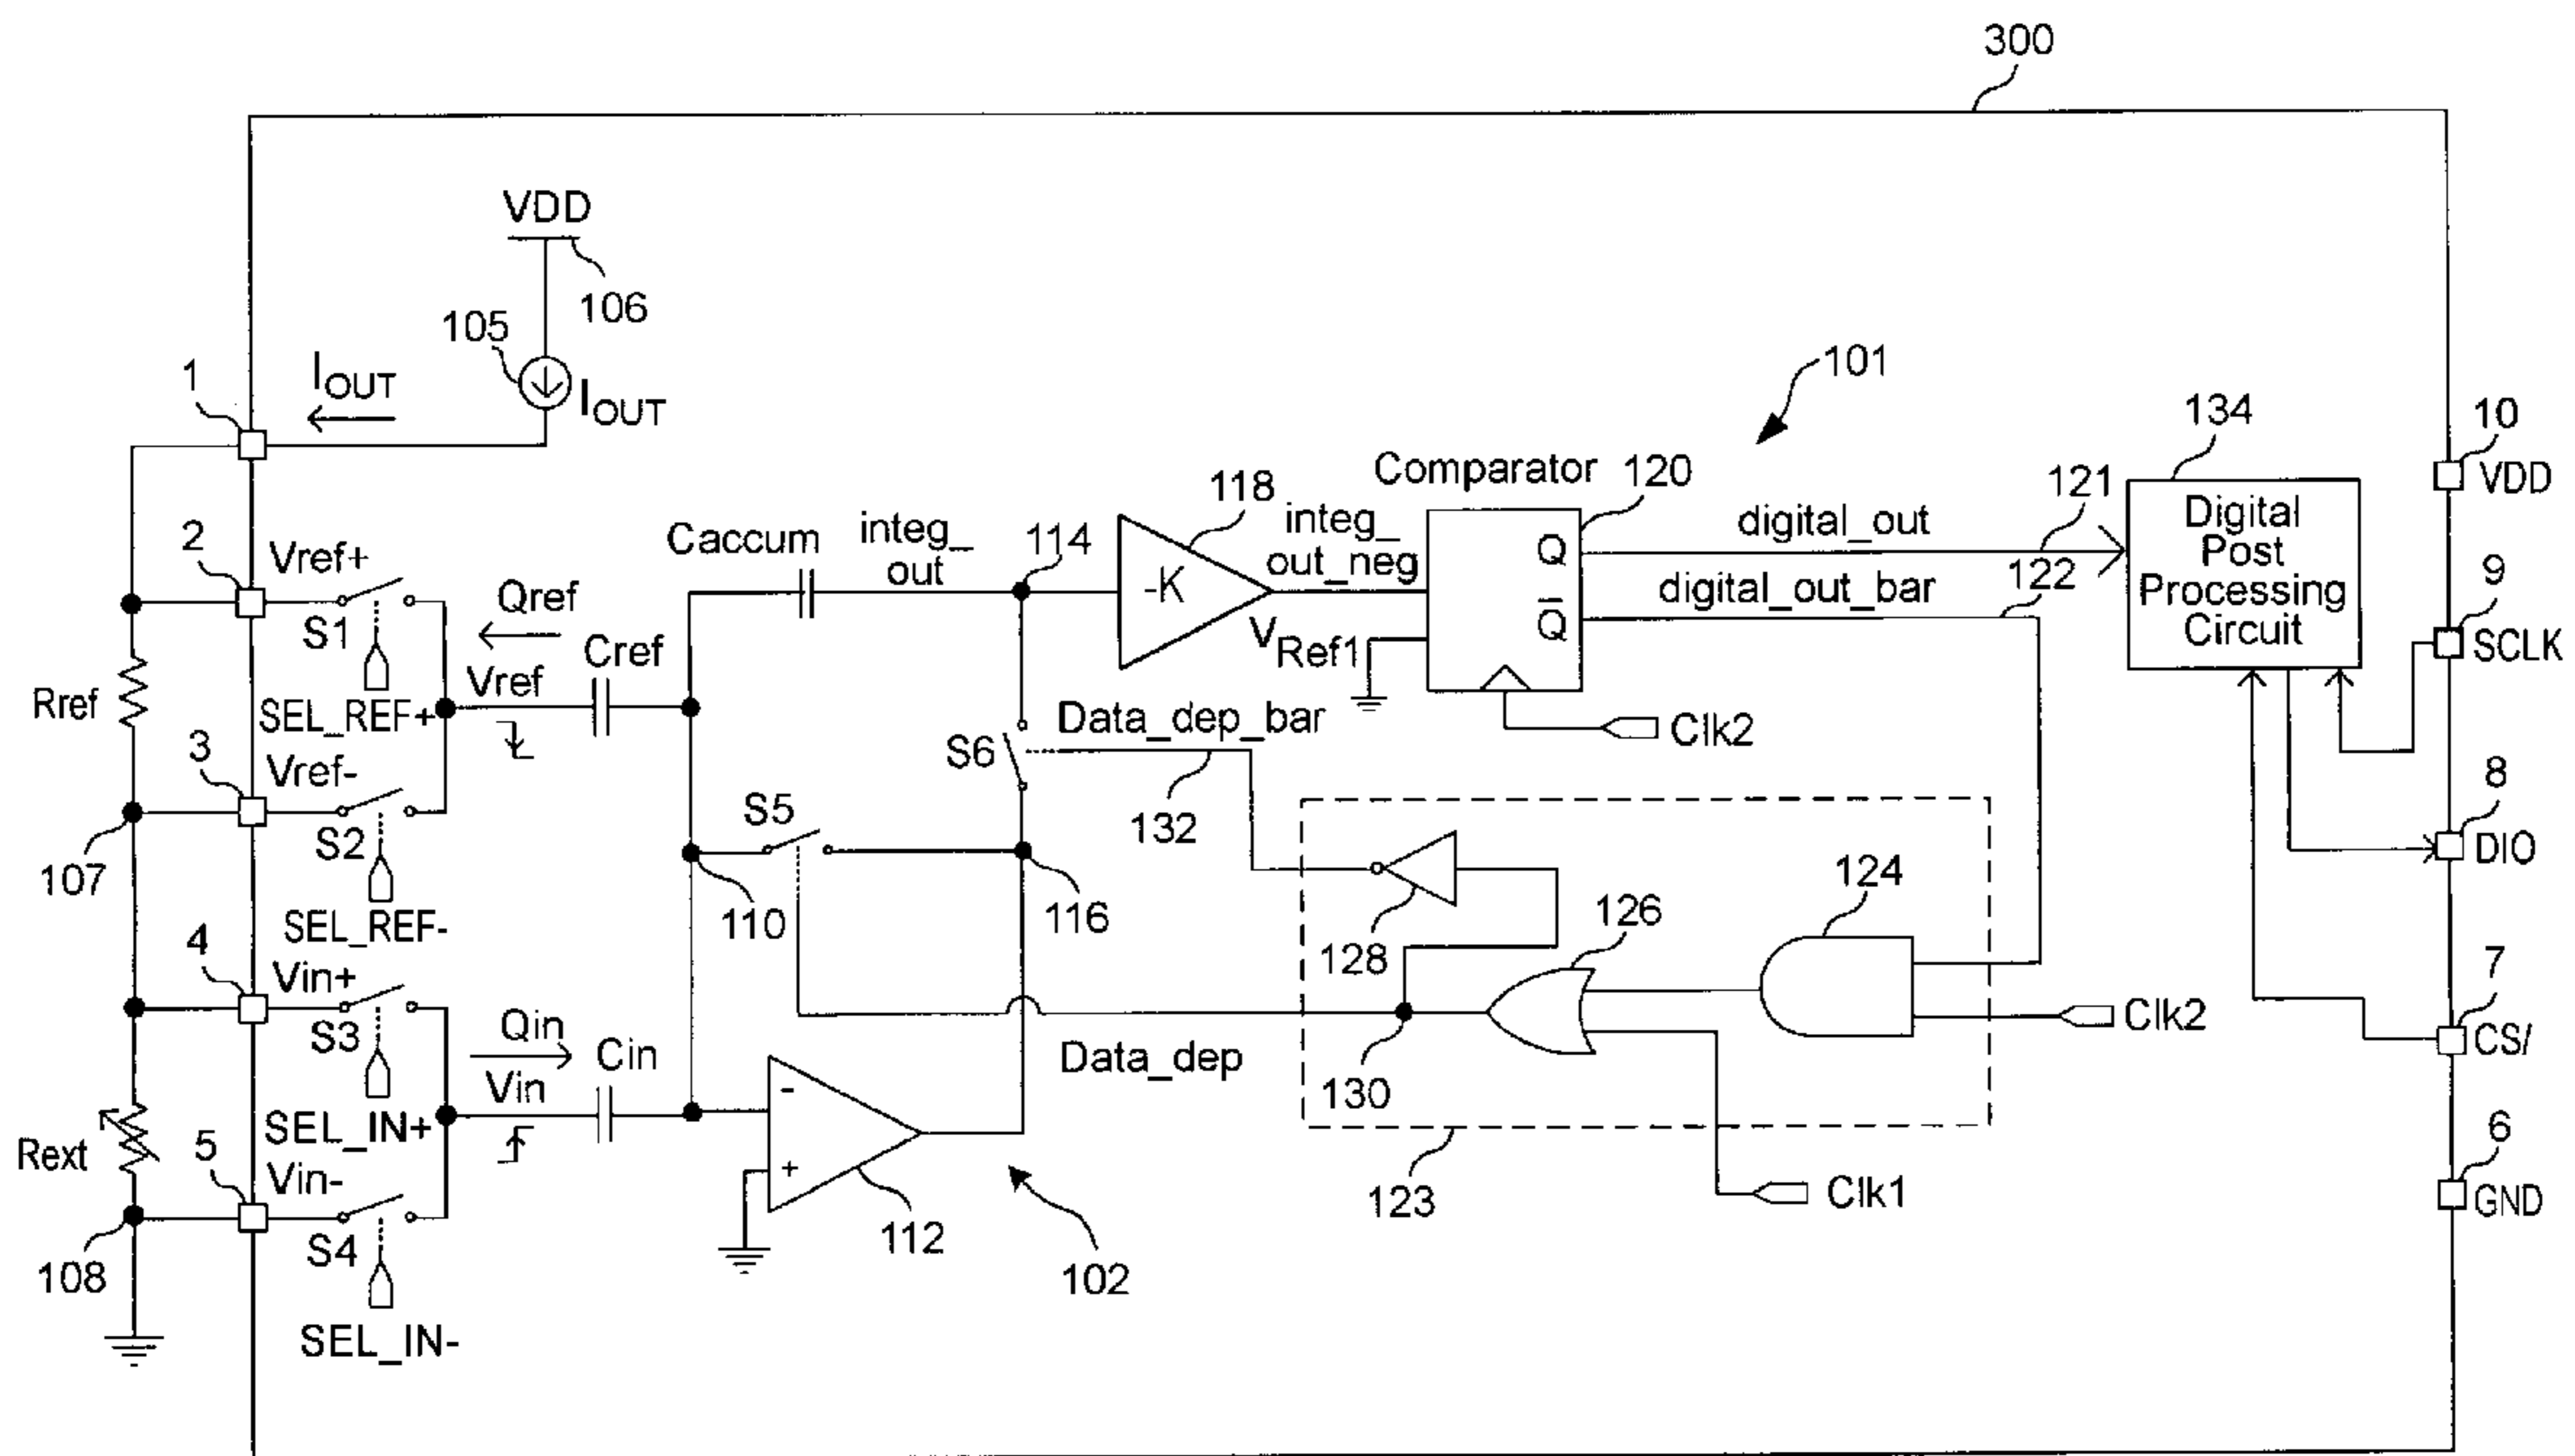 300
VDD
106
105
1
IOUT
IOUT
101
134
10
VDD
Comparator 120
118
121
digital_out
2
Vref+
Caccum
integ_
out
114
integ_
out_neg
-K
Q
Digital
Post
Processing
Circuit
9
SCLK
Qref
S1
digital_out_bar
122
Q̅
VRef1
Cref
Vref
Rref
SEL_REF+
Data_dep_bar
Clk2
3
Vref-
S6
S5
132
8
DIO
S2
107
110
116
124
126
128
SEL_REF-
4
Vin+
7
CS/
Clk2
S3
Qin
Vin
Cin
Data_dep
130
-
+
SEL_IN+
Rext
5
Vin-
6
GND
123
Clk1
112
102
S4
108
SEL_IN-